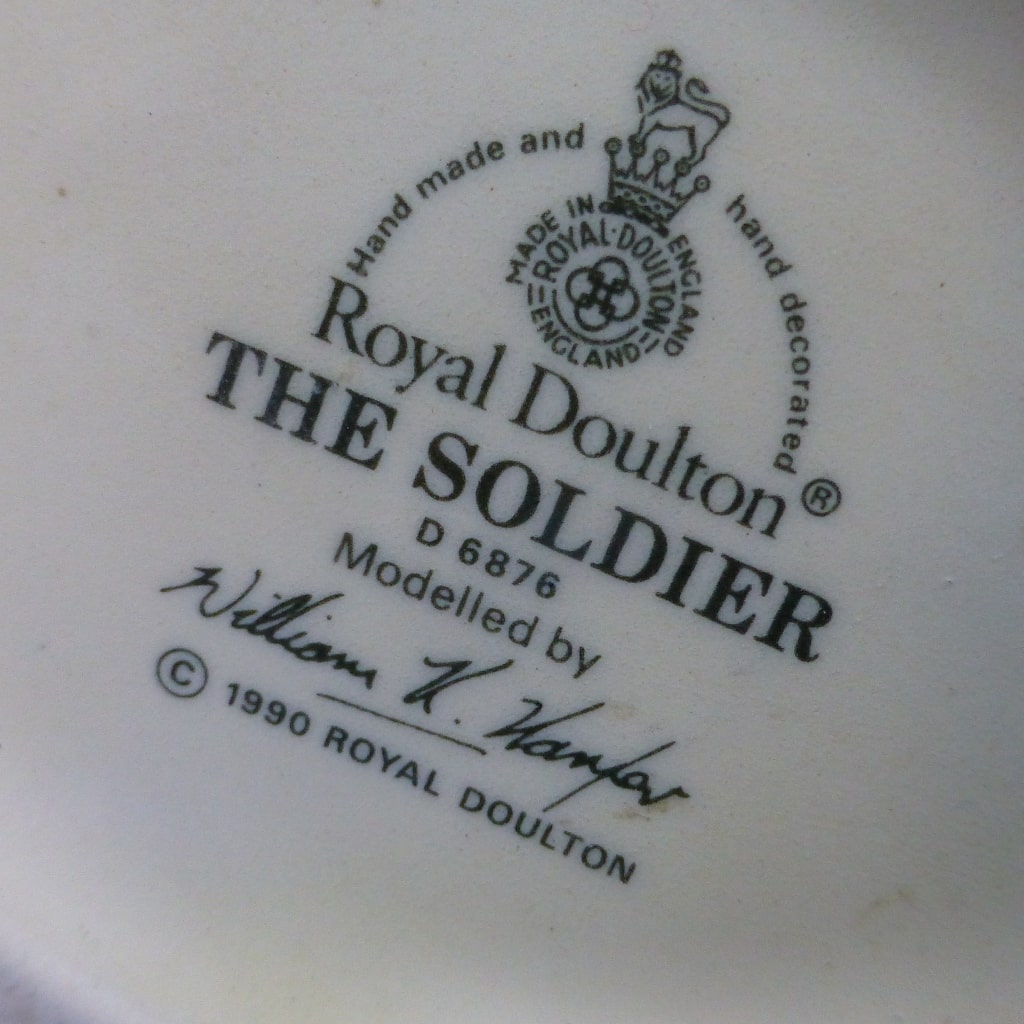 Hand made and hand decorated
MADE IN ENGLAND
ROYAL·DOULTON
ENGLAND
Royal Doulton ®
THE SOLDIER
D 6876
Modelled by
William K. Harper
© 1990 ROYAL DOULTON